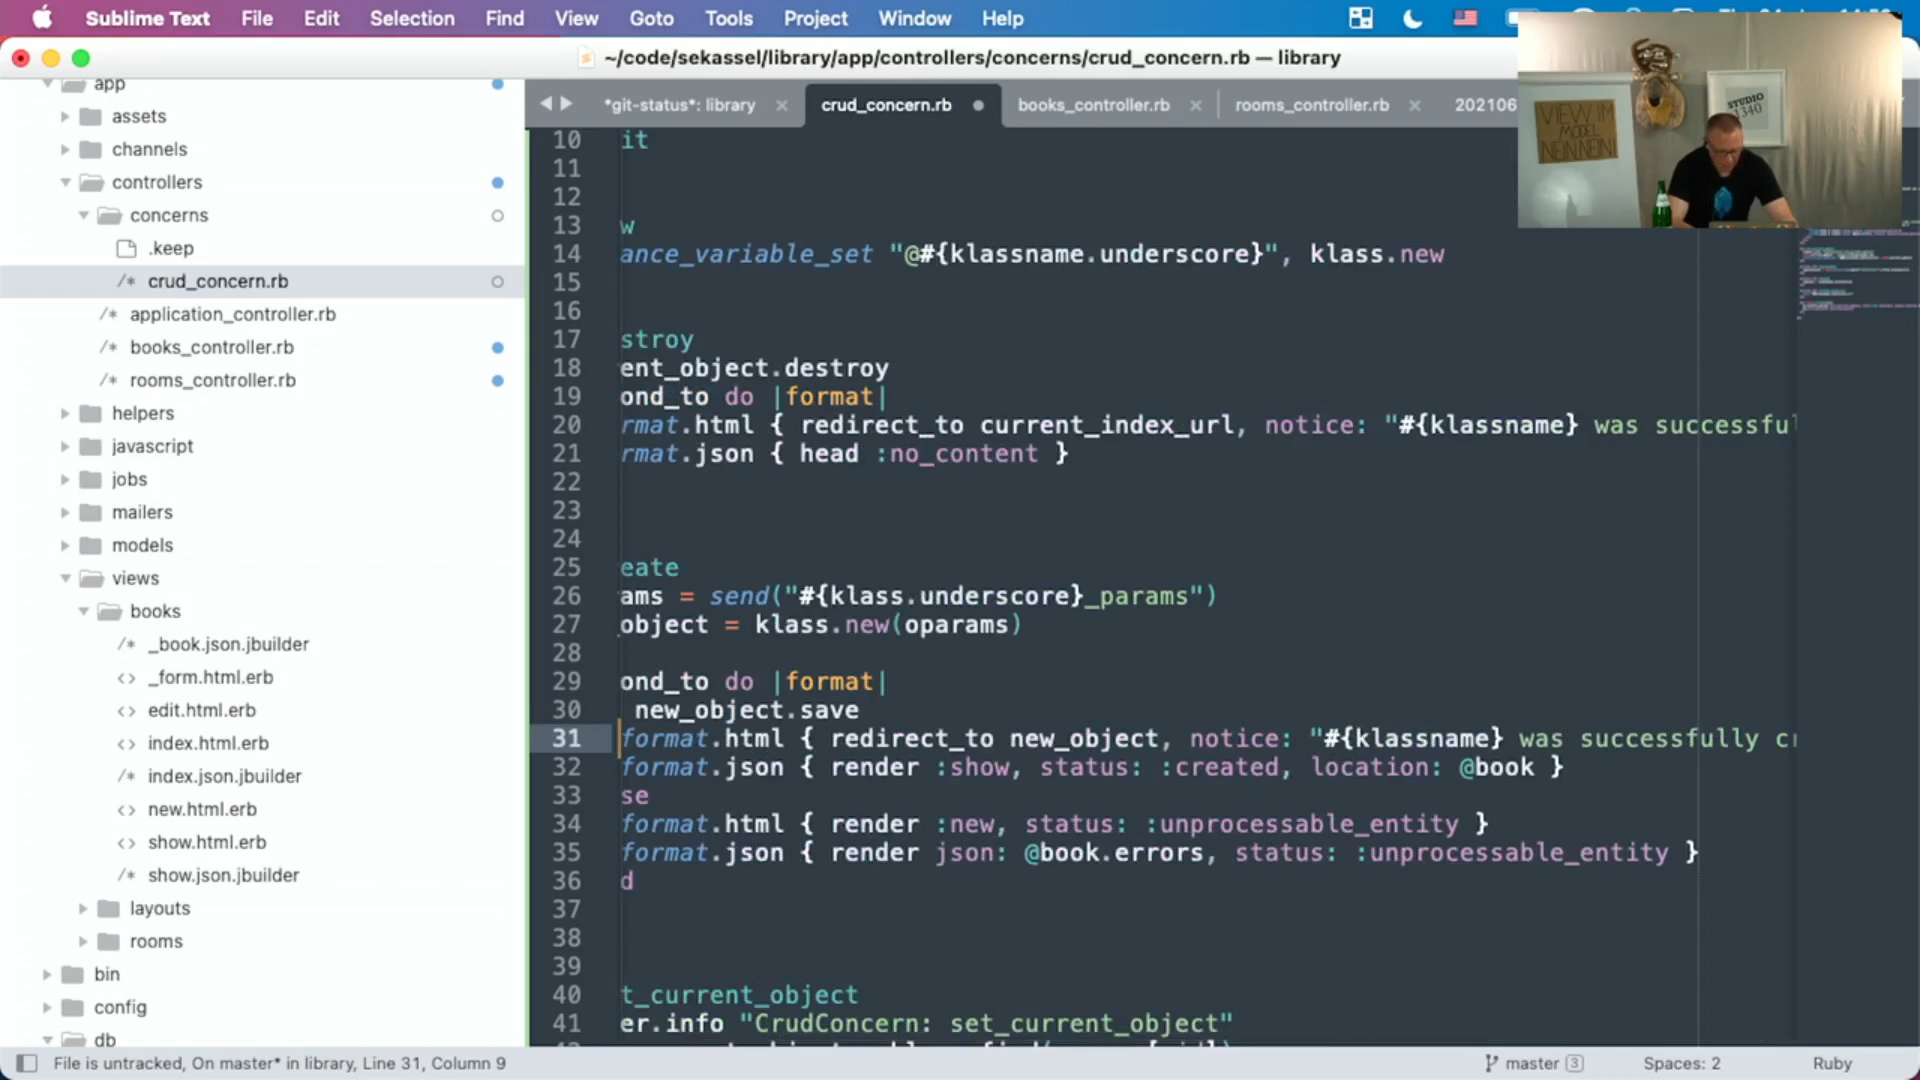 Sublime Text File Edit Selection Find View Goto Tools Project Window Help
~/code/sekassel/library/app/controllers/concerns/crud_concern.rb — library
*git-status*: library × crud_concern.rb books_controller.rb × rooms_controller.rb × 202106
VIEW IM
MODEL
NEIN NEIN!
STUDIO
1340
app
assets
channels
controllers
concerns
.keep
/* crud_concern.rb
/* application_controller.rb
/* books_controller.rb
/* rooms_controller.rb
helpers
javascript
jobs
mailers
models
views
books
/* _book.json.jbuilder
<> _form.html.erb
<> edit.html.erb
<> index.html.erb
/* index.json.jbuilder
<> new.html.erb
<> show.html.erb
/* show.json.jbuilder
layouts
rooms
bin
config
db
10 it
11
12
13 w
14 ance_variable_set "@#{klassname.underscore}", klass.new
15
16
17 stroy
18 ent_object.destroy
19 ond_to do |format|
20 rmat.html { redirect_to current_index_url, notice: "#{klassname} was successful
21 rmat.json { head :no_content }
22
23
24
25 eate
26 ams = send("#{klass.underscore}_params")
27 object = klass.new(oparams)
28
29 ond_to do |format|
30 new_object.save
31 format.html { redirect_to new_object, notice: "#{klassname} was successfully cr
32 format.json { render :show, status: :created, location: @book }
33 se
34 format.html { render :new, status: :unprocessable_entity }
35 format.json { render json: @book.errors, status: :unprocessable_entity }
36 d
37
38
39
40 t_current_object
41 er.info "CrudConcern: set_current_object"
File is untracked, On master* in library, Line 31, Column 9 master 3 Spaces: 2 Ruby